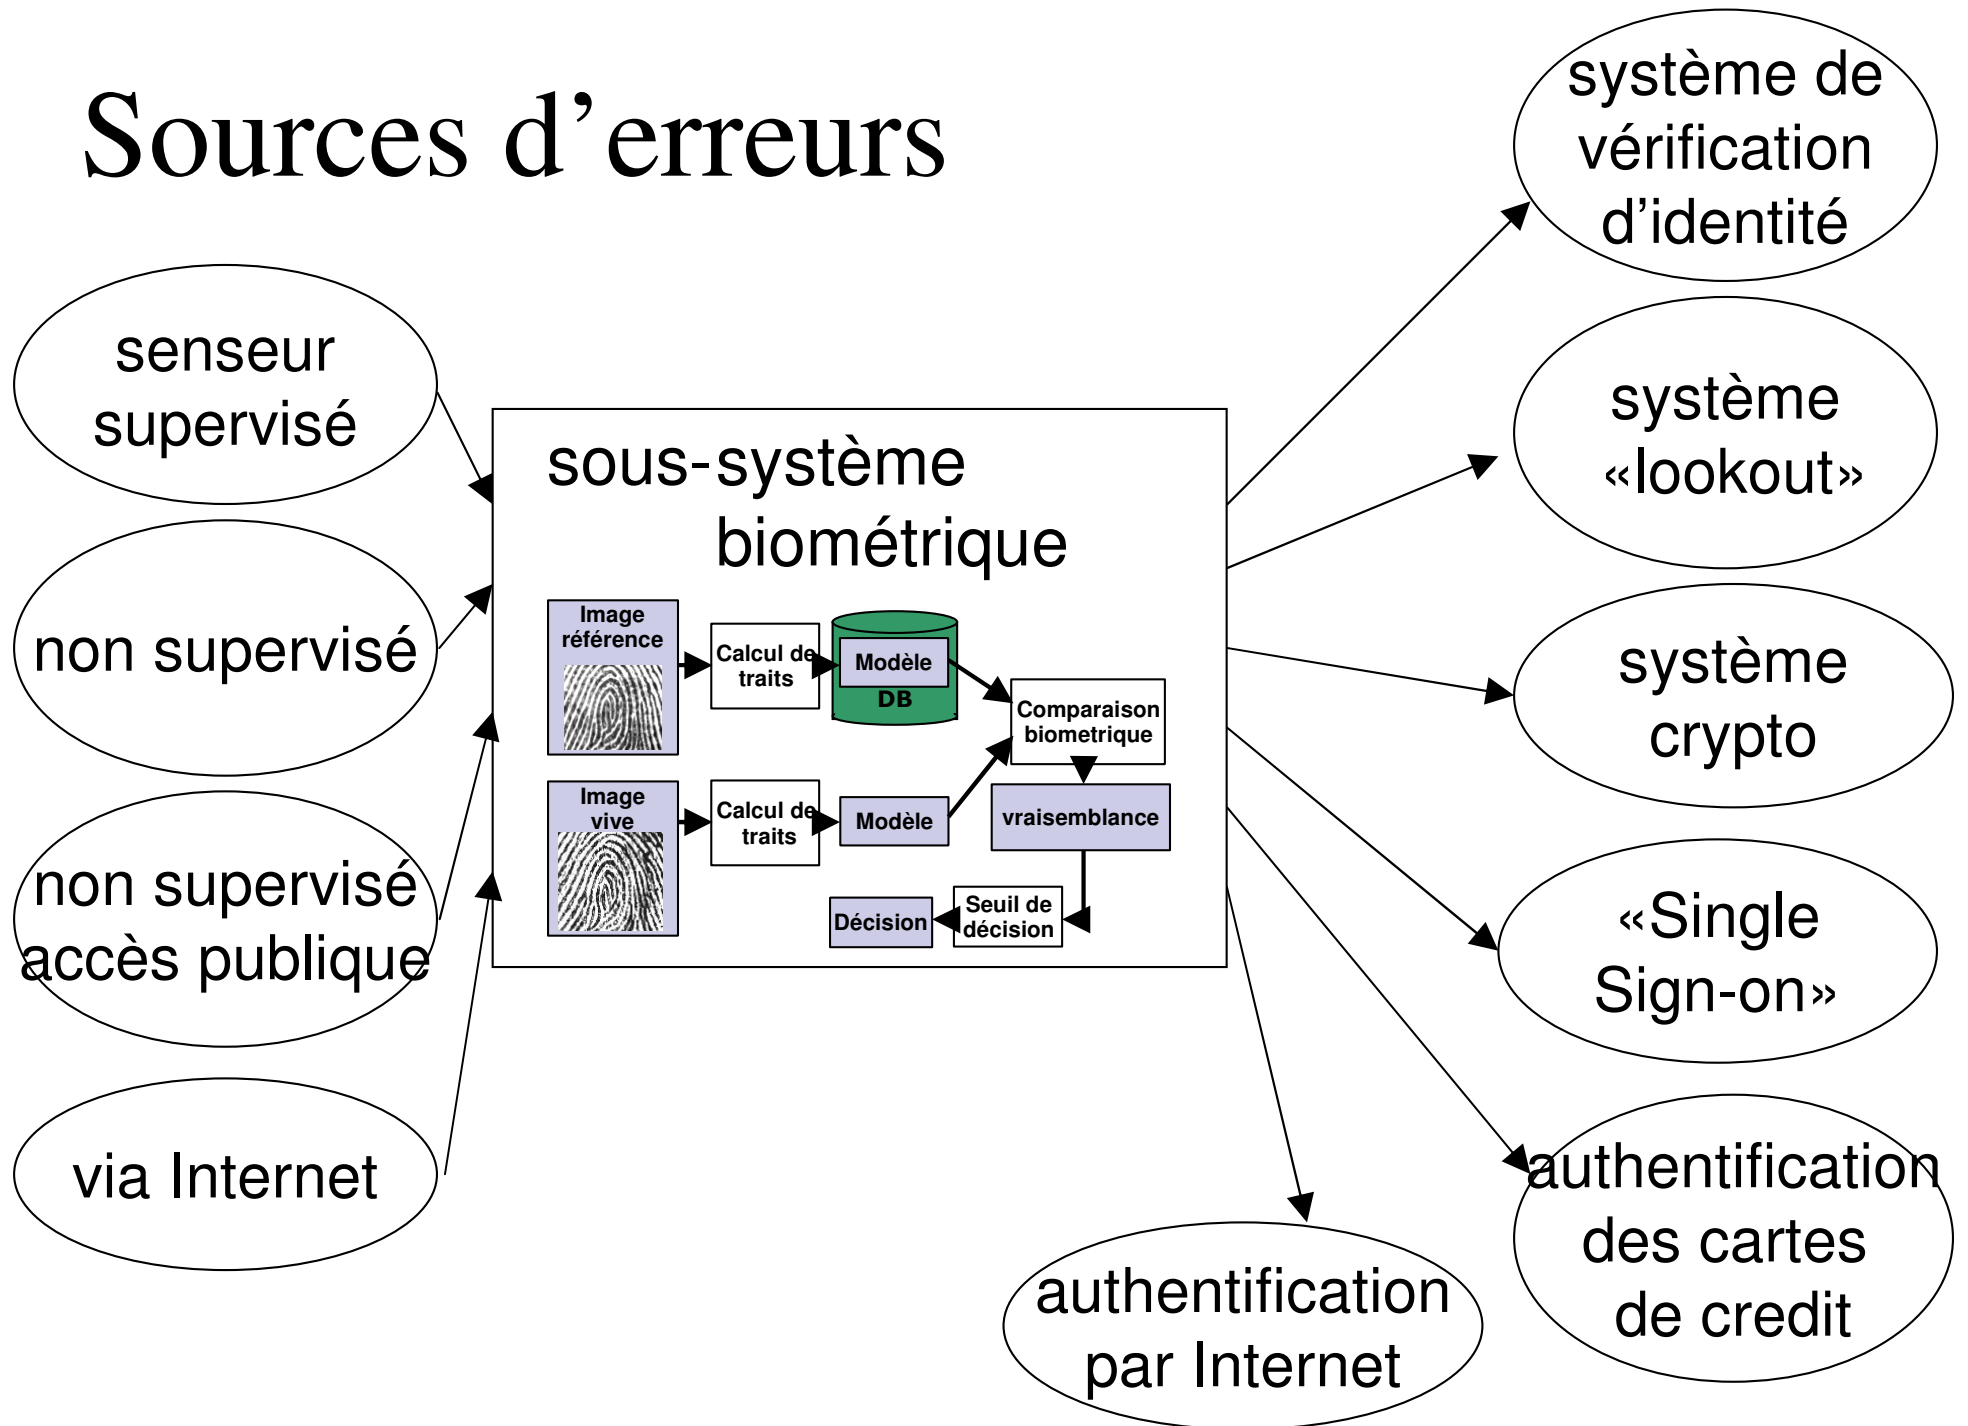 Sources d’erreurs
senseur
supervisé
non supervisé
non supervisé
accès publique
via Internet
sous-système
biométrique
Image
référence
Calcul de
traits
Modèle
DB
Comparaison
biometrique
Image
vive
Calcul de
traits
Modèle
vraisemblance
Décision
Seuil de
décision
système de
vérification
d’identité
système
«lookout»
système
crypto
«Single
Sign-on»
authentification
des cartes
de credit
authentification
par Internet